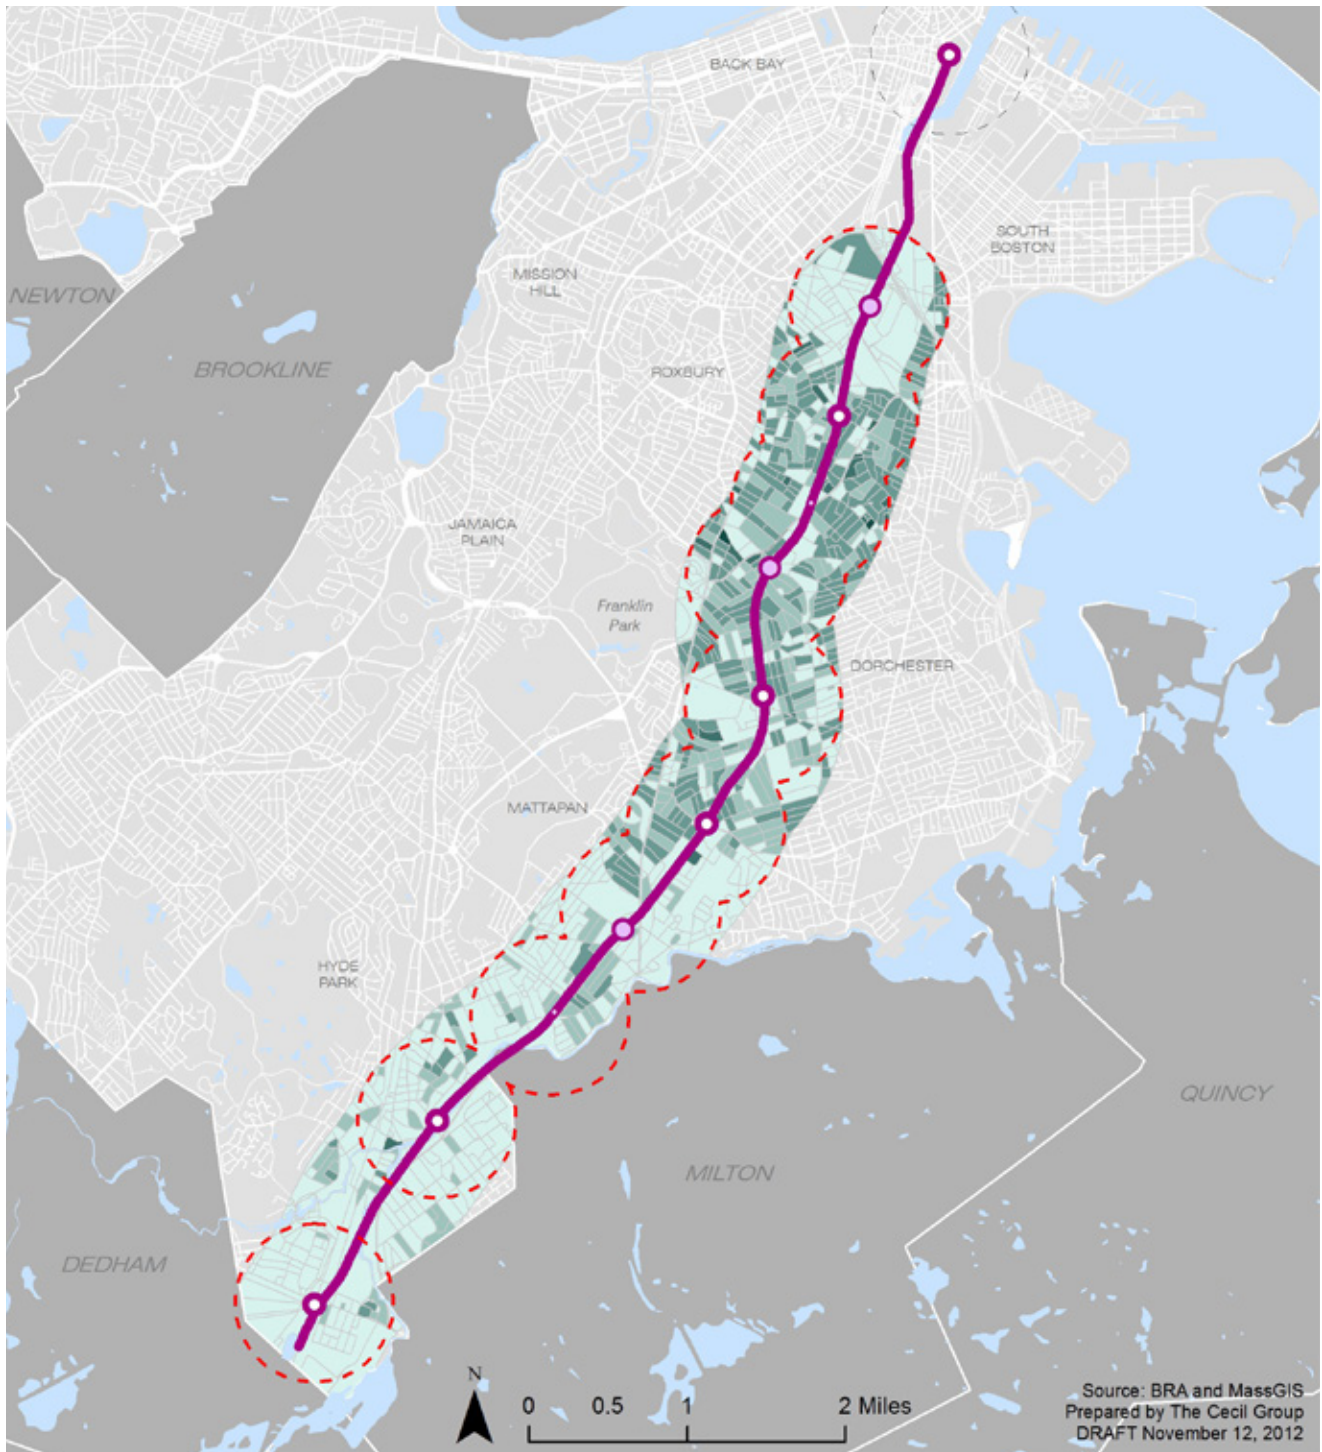 BACK BAY
SOUTH
BOSTON
MISSION
HILL
NEWTON
BROOKLINE
ROXBURY
JAMAICA
PLAIN
Franklin
Park
DORCHESTER
MATTAPAN
HYDE
PARK
QUINCY
MILTON
DEDHAM
N
0 0.5 1 2 Miles
Source: BRA and MassGIS
Prepared by The Cecil Group
DRAFT November 12, 2012